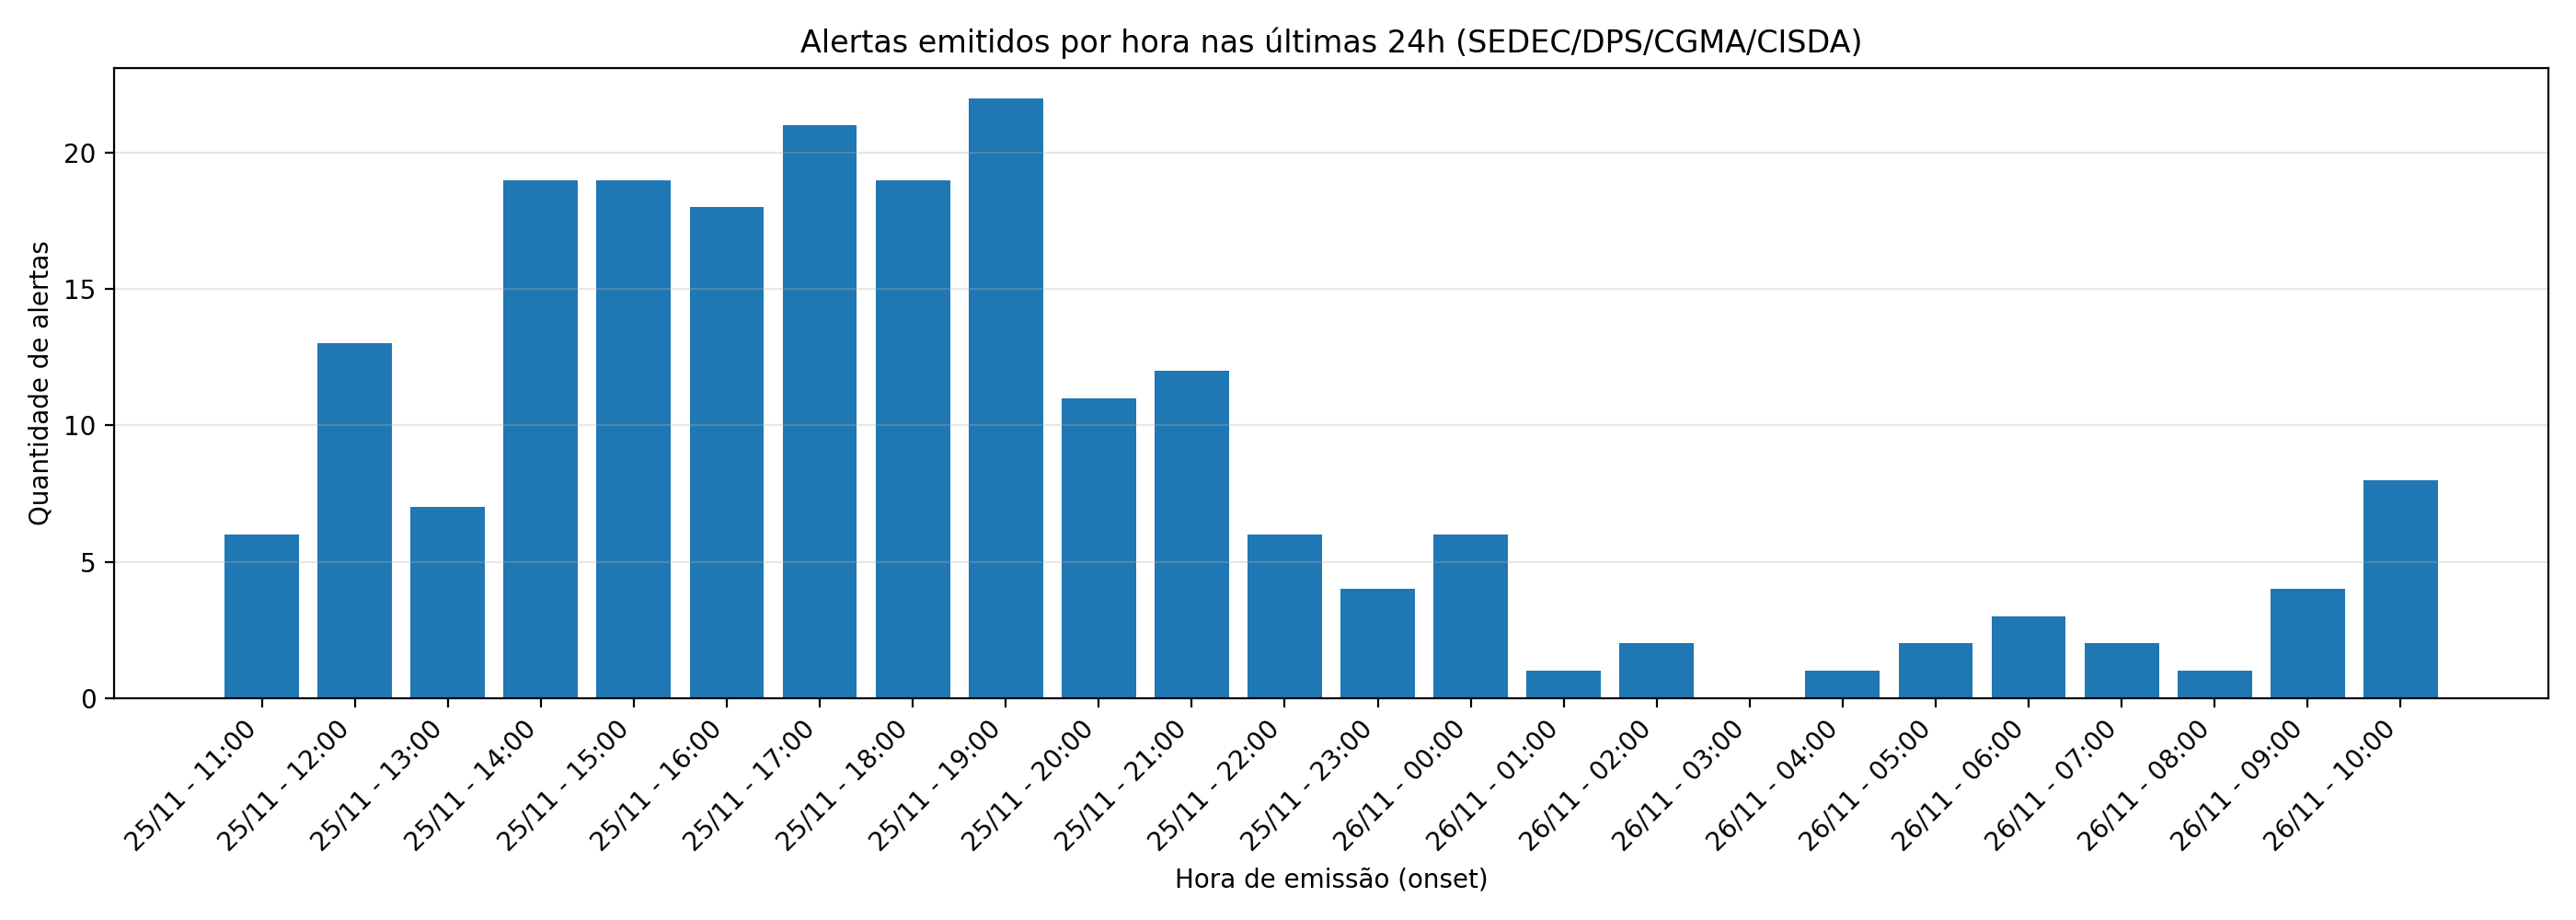 Alertas emitidos por hora nas últimas 24h (SEDEC/DPS/CGMA/CISDA)
Quantidade de alertas
20
15
10
5
0
25/11 - 11:00
25/11 - 12:00
25/11 - 13:00
25/11 - 14:00
25/11 - 15:00
25/11 - 16:00
25/11 - 17:00
25/11 - 18:00
25/11 - 19:00
25/11 - 20:00
25/11 - 21:00
25/11 - 22:00
25/11 - 23:00
26/11 - 00:00
26/11 - 01:00
26/11 - 02:00
26/11 - 03:00
26/11 - 04:00
26/11 - 05:00
26/11 - 06:00
26/11 - 07:00
26/11 - 08:00
26/11 - 09:00
26/11 - 10:00
Hora de emissão (onset)